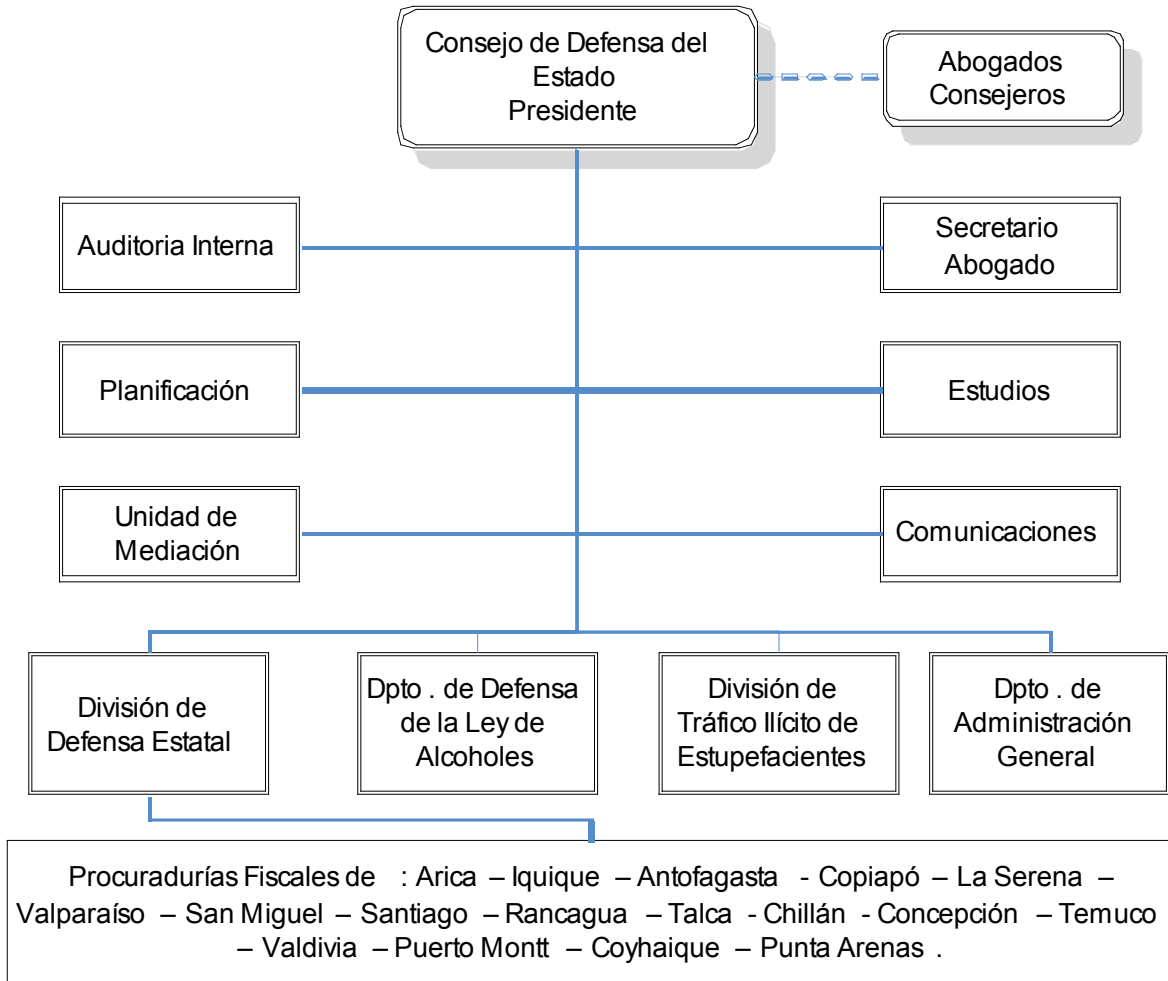 Consejo de Defensa del
Estado
Presidente
Abogados
Consejeros
Auditoria Interna
Secretario
Abogado
Planificación
Estudios
Unidad de
Mediación
Comunicaciones
División de
Defensa Estatal
Dpto . de Defensa
de la Ley de
Alcoholes
División de
Tráfico Ilícito de
Estupefacientes
Dpto . de
Administración
General
Procuradurías Fiscales de : Arica – Iquique – Antofagasta - Copiapó – La Serena –
Valparaíso – San Miguel – Santiago – Rancagua – Talca - Chillán - Concepción – Temuco
– Valdivia – Puerto Montt – Coyhaique – Punta Arenas .